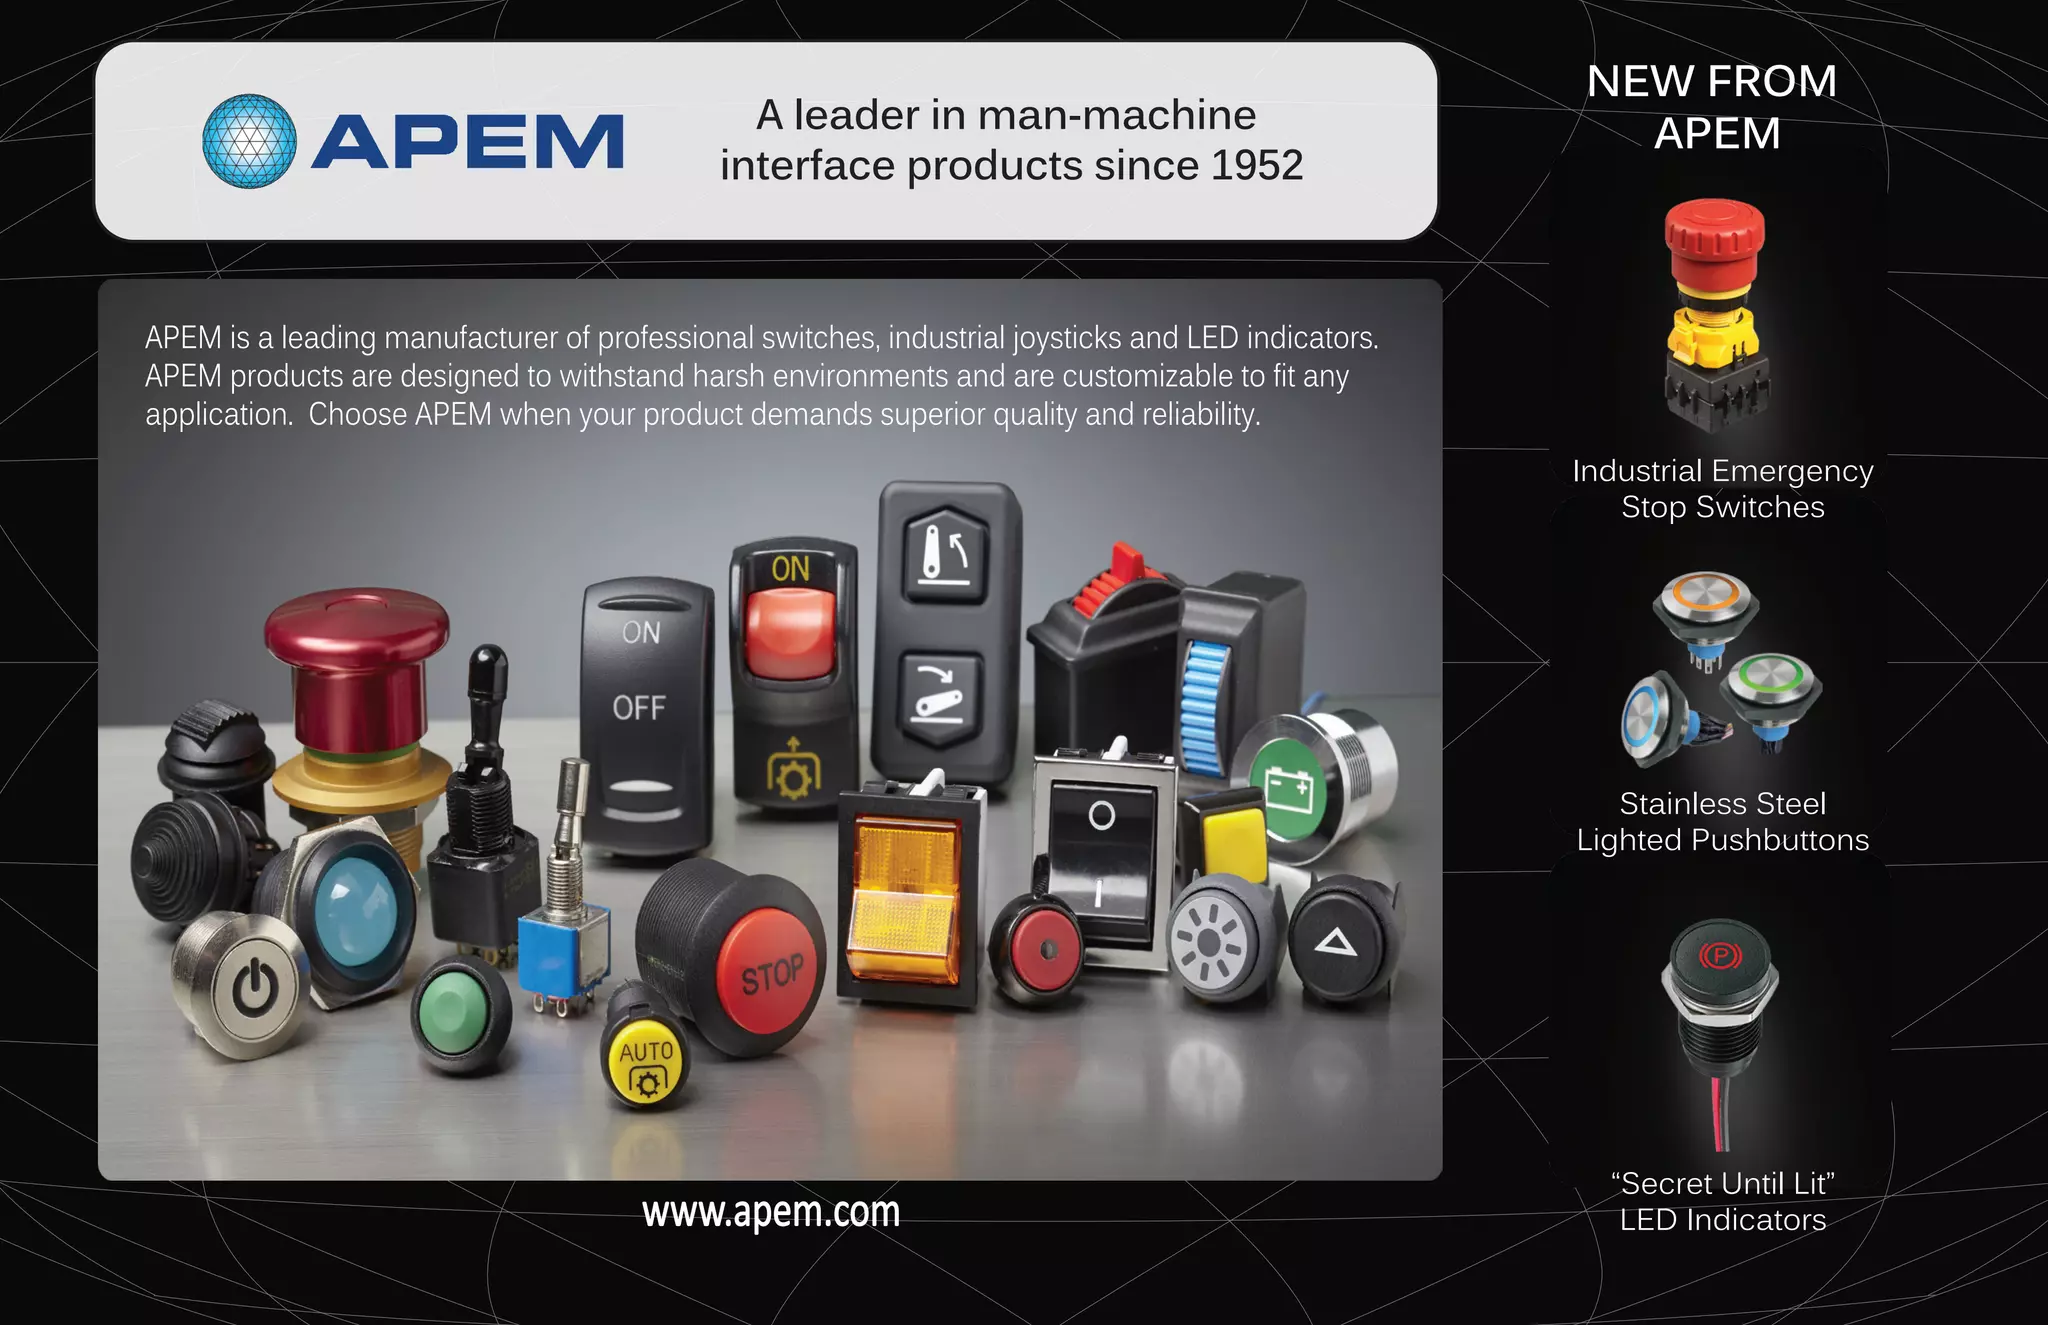 APEM
A leader in man-machine
interface products since 1952
APEM is a leading manufacturer of professional switches, industrial joysticks and LED indicators.
APEM products are designed to withstand harsh environments and are customizable to fit any
application.  Choose APEM when your product demands superior quality and reliability.
ON
OFF
ON
O
I
STOP
AUTO
www.apem.com
NEW FROM
APEM
Industrial Emergency
Stop Switches
Stainless Steel
Lighted Pushbuttons
P
“Secret Until Lit”
LED Indicators